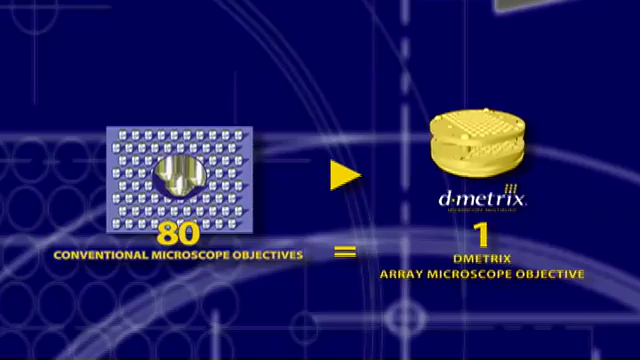 d·metrix
80
CONVENTIONAL MICROSCOPE OBJECTIVES
=
1
DMETRIX
ARRAY MICROSCOPE OBJECTIVE